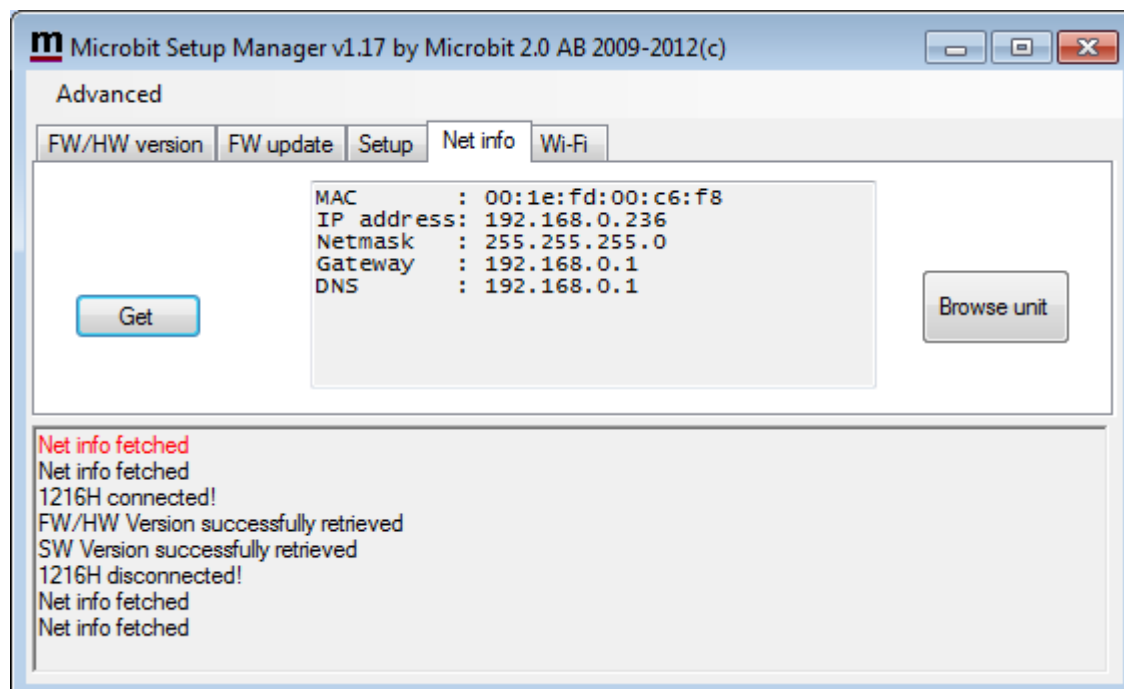 m Microbit Setup Manager v1.17 by Microbit 2.0 AB 2009-2012(c)
Advanced
FW/HW version FW update Setup Net info Wi-Fi
MAC : 00:1e:fd:00:c6:f8
IP address: 192.168.0.236
Netmask : 255.255.255.0
Gateway : 192.168.0.1
DNS : 192.168.0.1
Get
Browse unit
Net info fetched
Net info fetched
1216H connected!
FW/HW Version successfully retrieved
SW Version successfully retrieved
1216H disconnected!
Net info fetched
Net info fetched